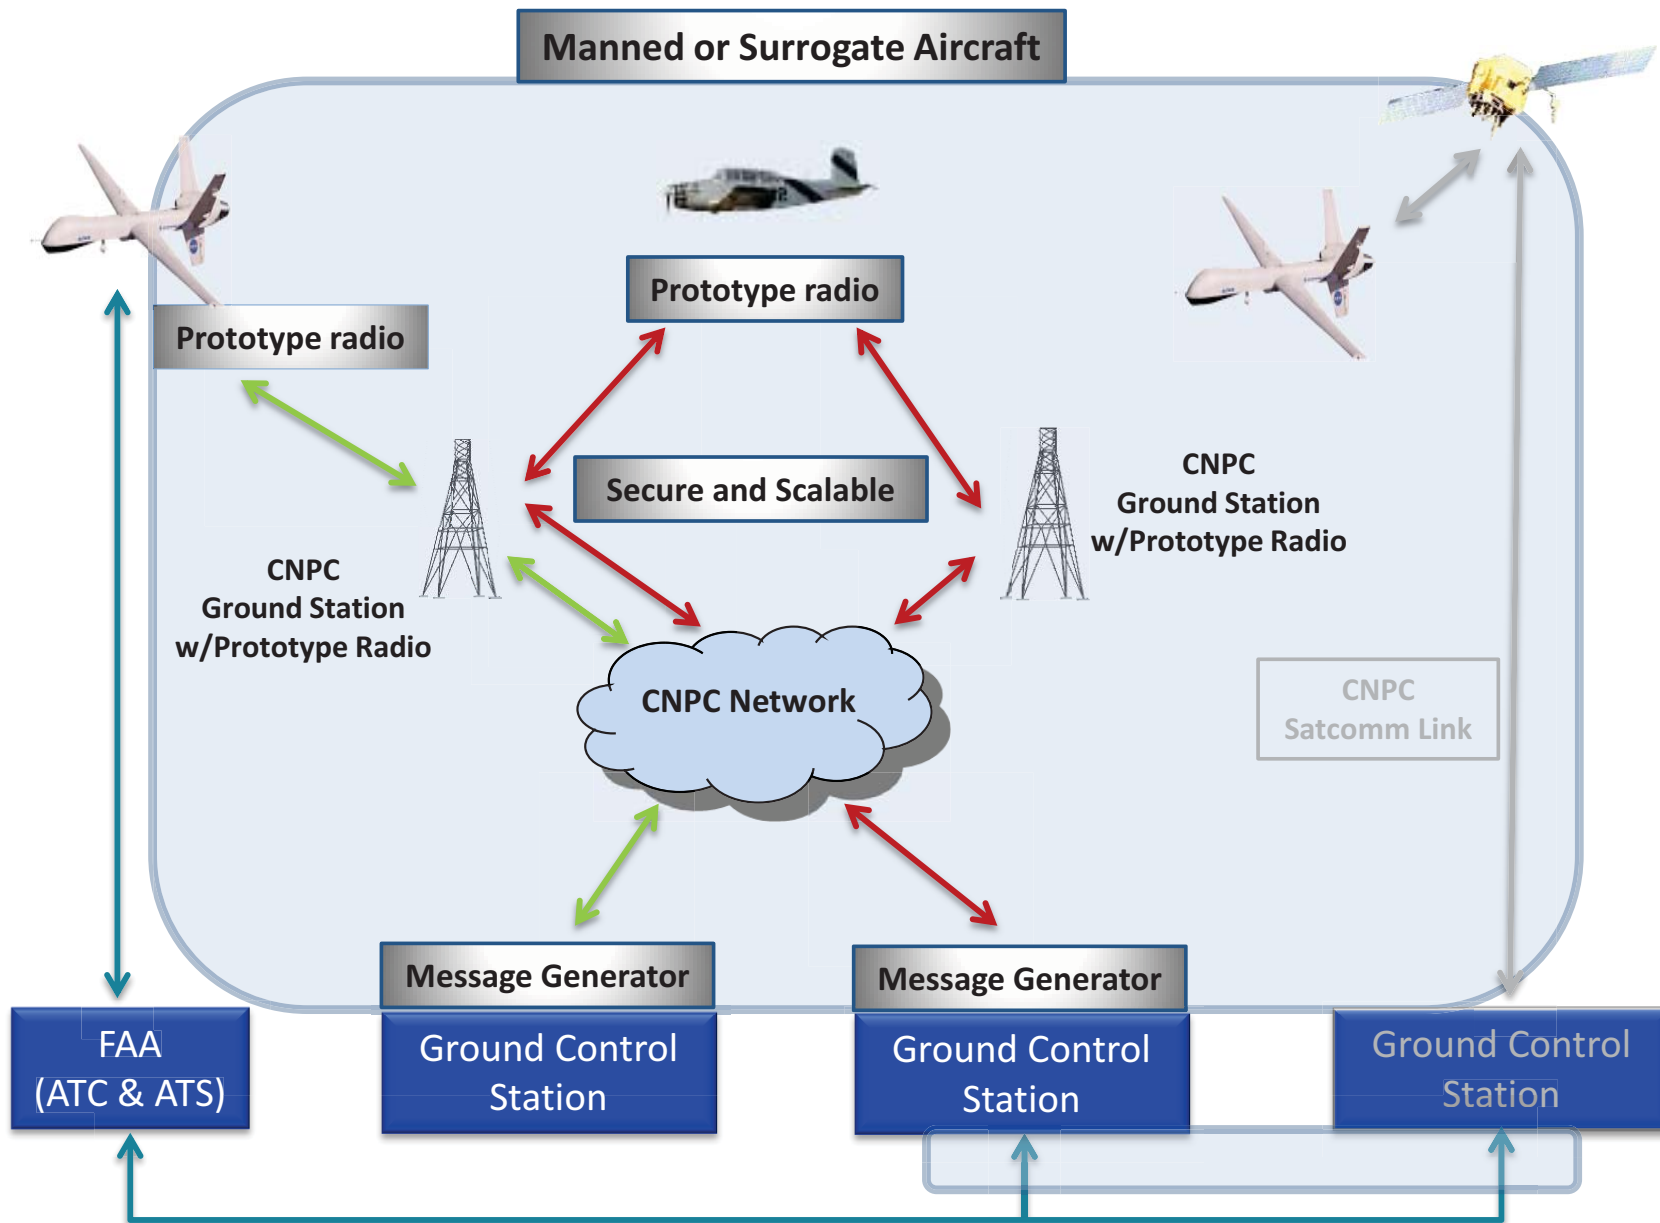 Manned or Surrogate Aircraft
Prototype radio
Prototype radio
Secure and Scalable
CNPC
Ground Station
w/Prototype Radio
CNPC
Ground Station
w/Prototype Radio
CNPC Network
CNPC
Satcomm Link
Message Generator
Message Generator
FAA
(ATC & ATS)
Ground Control
Station
Ground Control
Station
Ground Control
Station